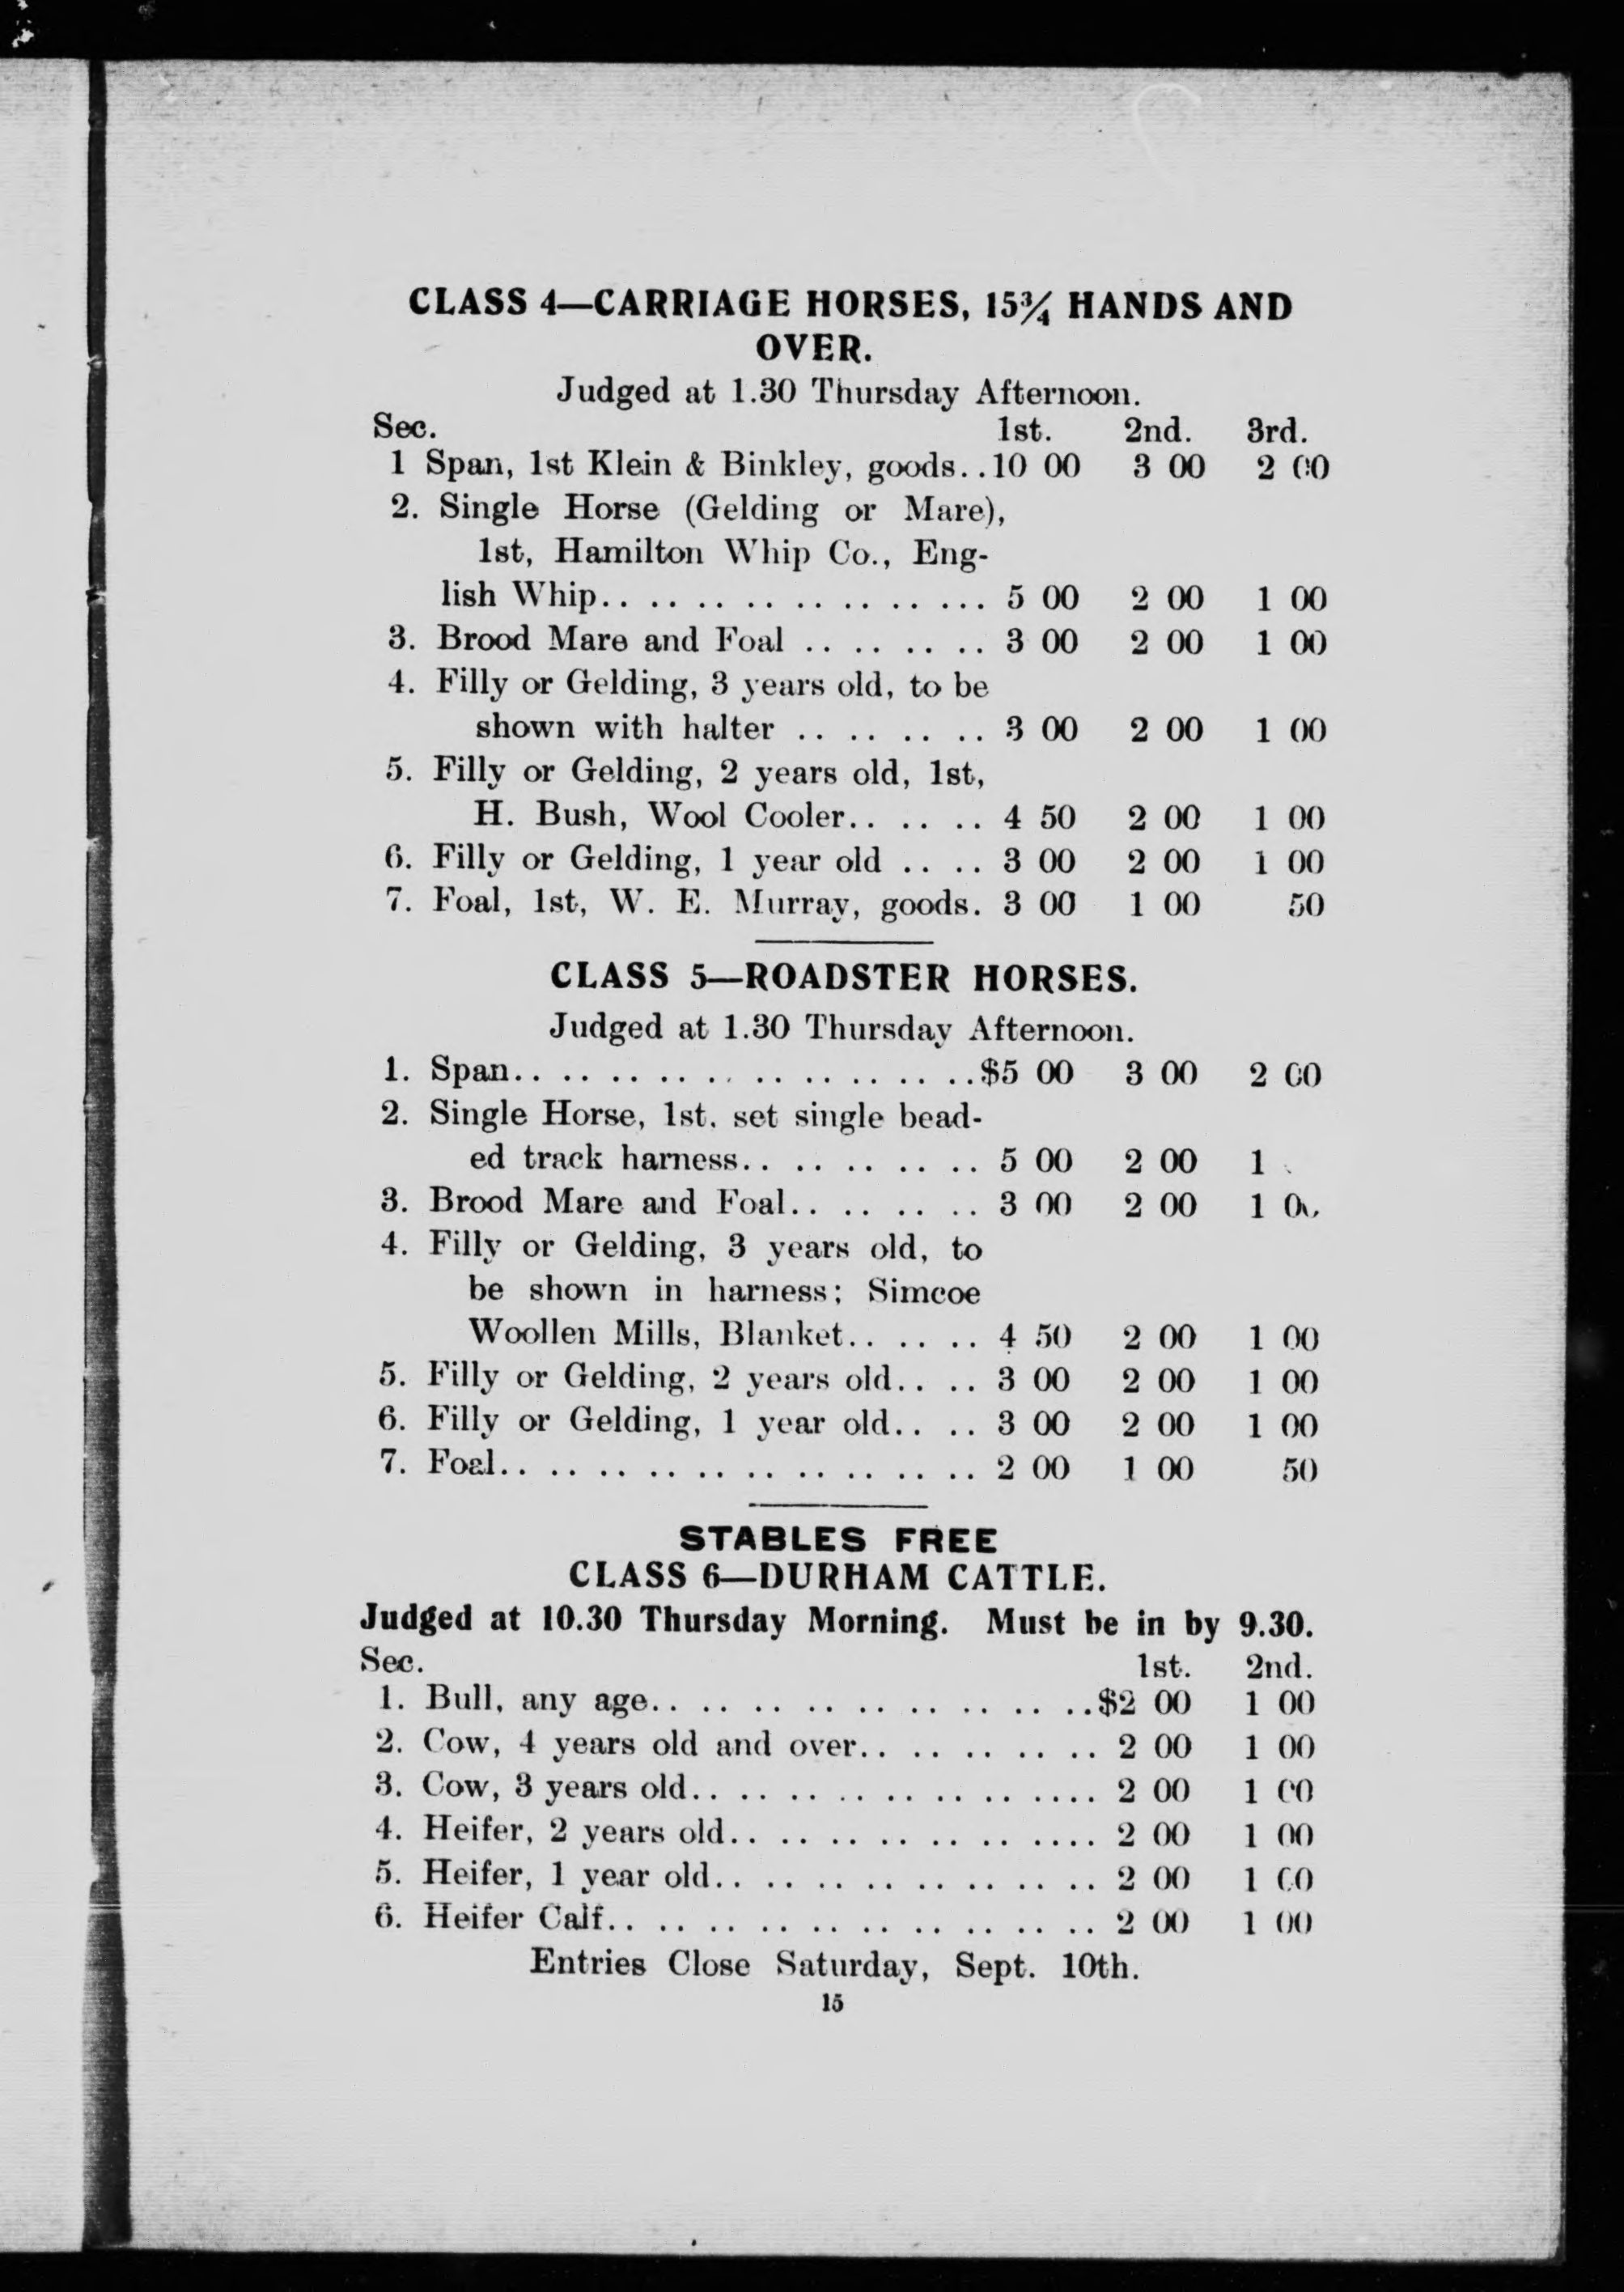 CLASS 4—CARRIAGE HORSES, 15¾ HANDS AND
OVER.
Judged at 1.30 Thursday Afternoon.
Sec. 1st. 2nd. 3rd.
1 Span, 1st Klein & Binkley, goods..10 00 3 00 2 00
2. Single Horse (Gelding or Mare),
1st, Hamilton Whip Co., Eng-
lish Whip.. .. .. .. .. .. .. .. ... 5 00 2 00 1 00
3. Brood Mare and Foal .. .. .. .. 3 00 2 00 1 00
4. Filly or Gelding, 3 years old, to be
shown with halter .. .. .. .. 3 00 2 00 1 00
5. Filly or Gelding, 2 years old, 1st,
H. Bush, Wool Cooler.. .. .. 4 50 2 00 1 00
6. Filly or Gelding, 1 year old .. .. 3 00 2 00 1 00
7. Foal, 1st, W. E. Murray, goods. 3 00 1 00 50
CLASS 5—ROADSTER HORSES.
Judged at 1.30 Thursday Afternoon.
1. Span.. .. .. .. .. .. .. .. .. ..$5 00 3 00 2 00
2. Single Horse, 1st. set single bead-
ed track harness.. .. .. .. .. 5 00 2 00 1
3. Brood Mare and Foal.. .. .. .. 3 00 2 00 1 00
4. Filly or Gelding, 3 years old, to
be shown in harness; Simcoe
Woollen Mills, Blanket.. .. .. 4 50 2 00 1 00
5. Filly or Gelding, 2 years old.. .. 3 00 2 00 1 00
6. Filly or Gelding, 1 year old.. .. 3 00 2 00 1 00
7. Foal.. .. .. .. .. .. .. .. .. .. 2 00 1 00 50
STABLES FREE
CLASS 6—DURHAM CATTLE.
Judged at 10.30 Thursday Morning. Must be in by 9.30.
Sec. 1st. 2nd.
1. Bull, any age.. .. .. .. .. .. .. .. ..$2 00 1 00
2. Cow, 4 years old and over.. .. .. .. .. 2 00 1 00
3. Cow, 3 years old.. .. .. .. .. .. .. .... 2 00 1 00
4. Heifer, 2 years old.. .. .. .. .. .. .... 2 00 1 00
5. Heifer, 1 year old.. .. .. .. .. .. .. .. 2 00 1 00
6. Heifer Calf.. .. .. .. .. .. .. .. .. .. 2 00 1 00
Entries Close Saturday, Sept. 10th.
15